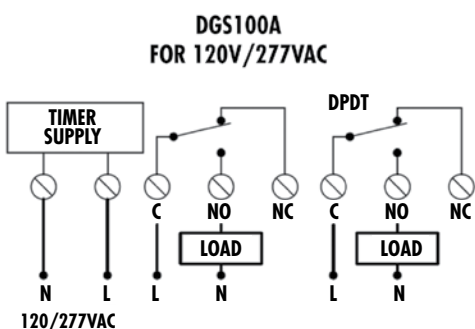 DGS100A
FOR 120V/277VAC
DPDT
TIMER
SUPPLY
C NO NC C NO NC
LOAD LOAD
N L L N L N
120/277VAC